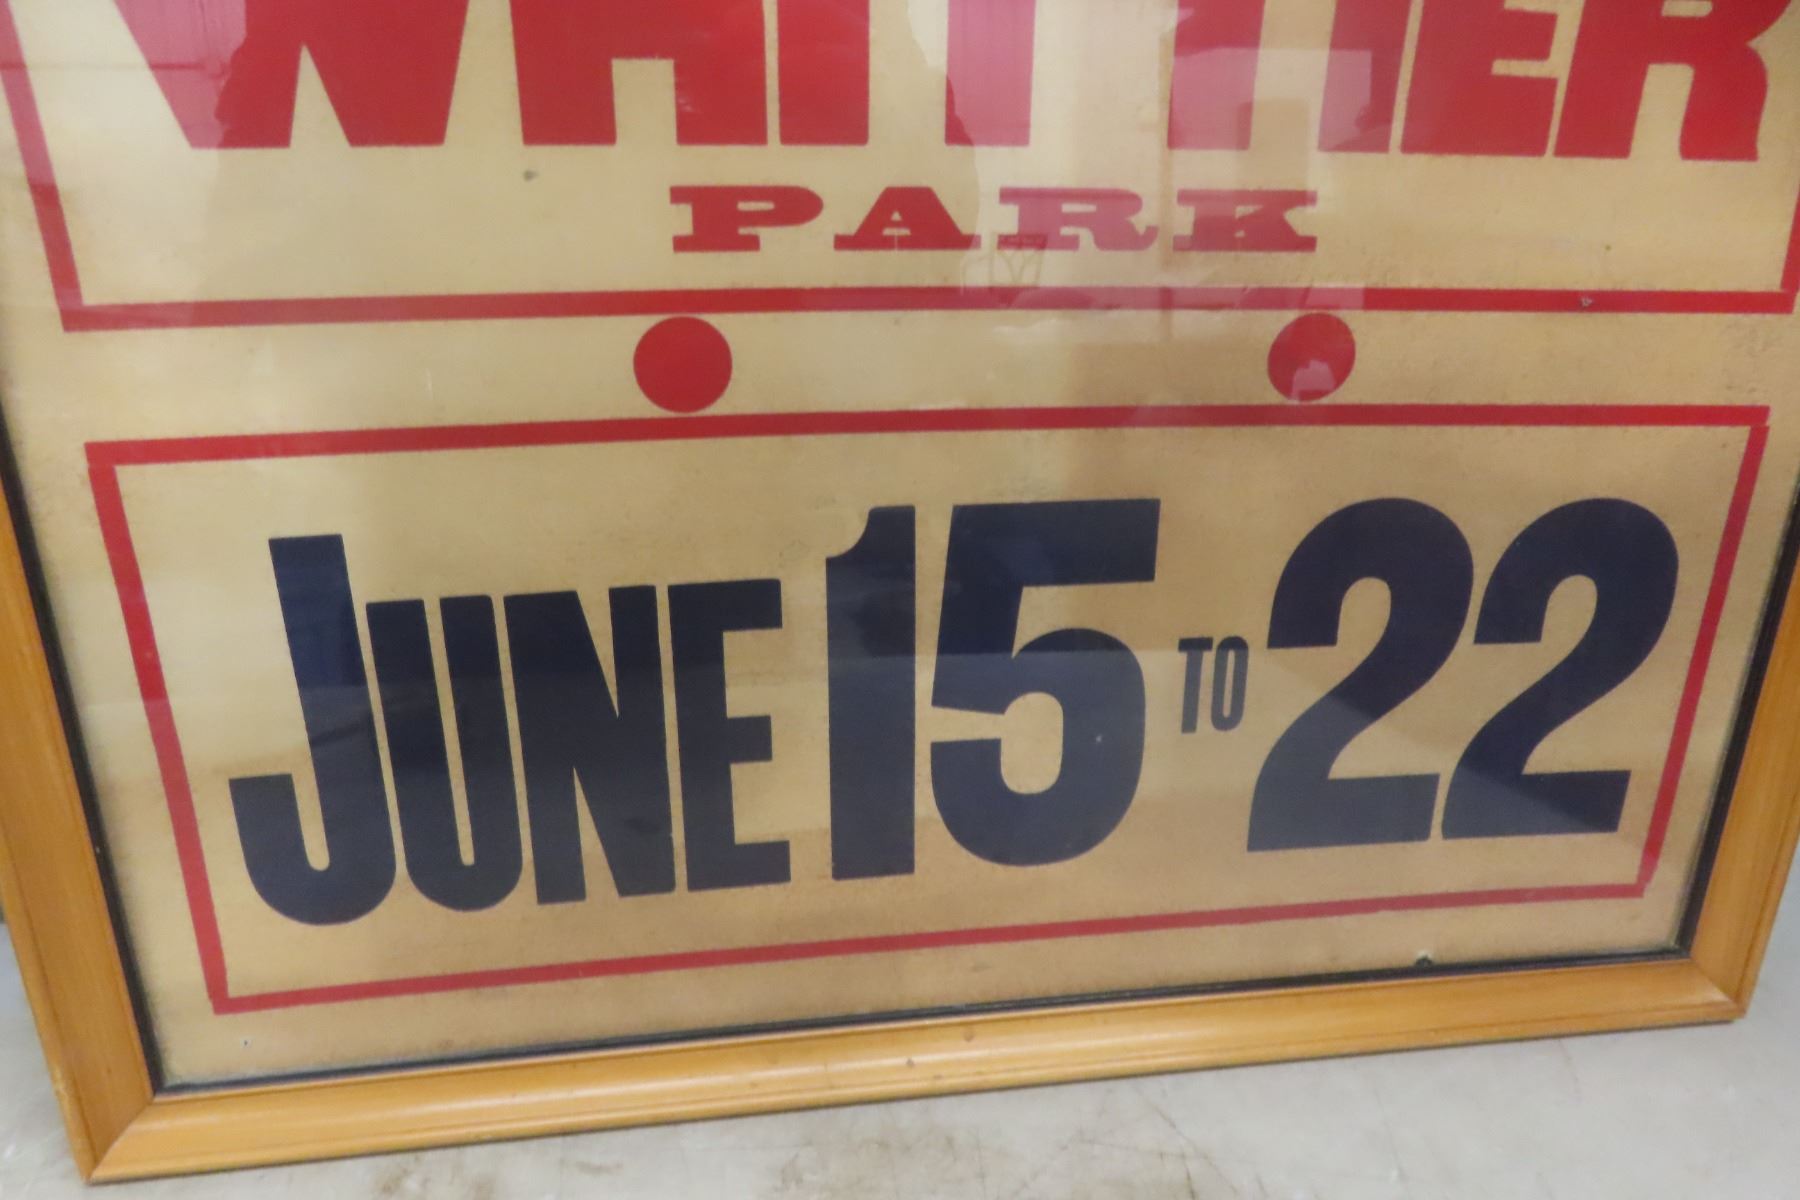 WHITTIER
PARK
JUNE 15 TO 22